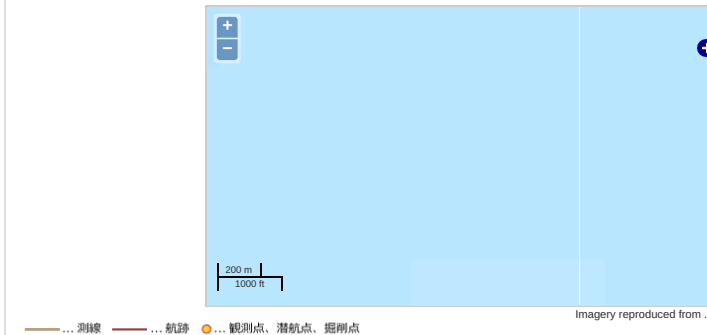 +
−
200 m
1000 ft
Imagery reproduced from .
... 測線 ... 航跡 ... 観測点、潜航点、掘削点